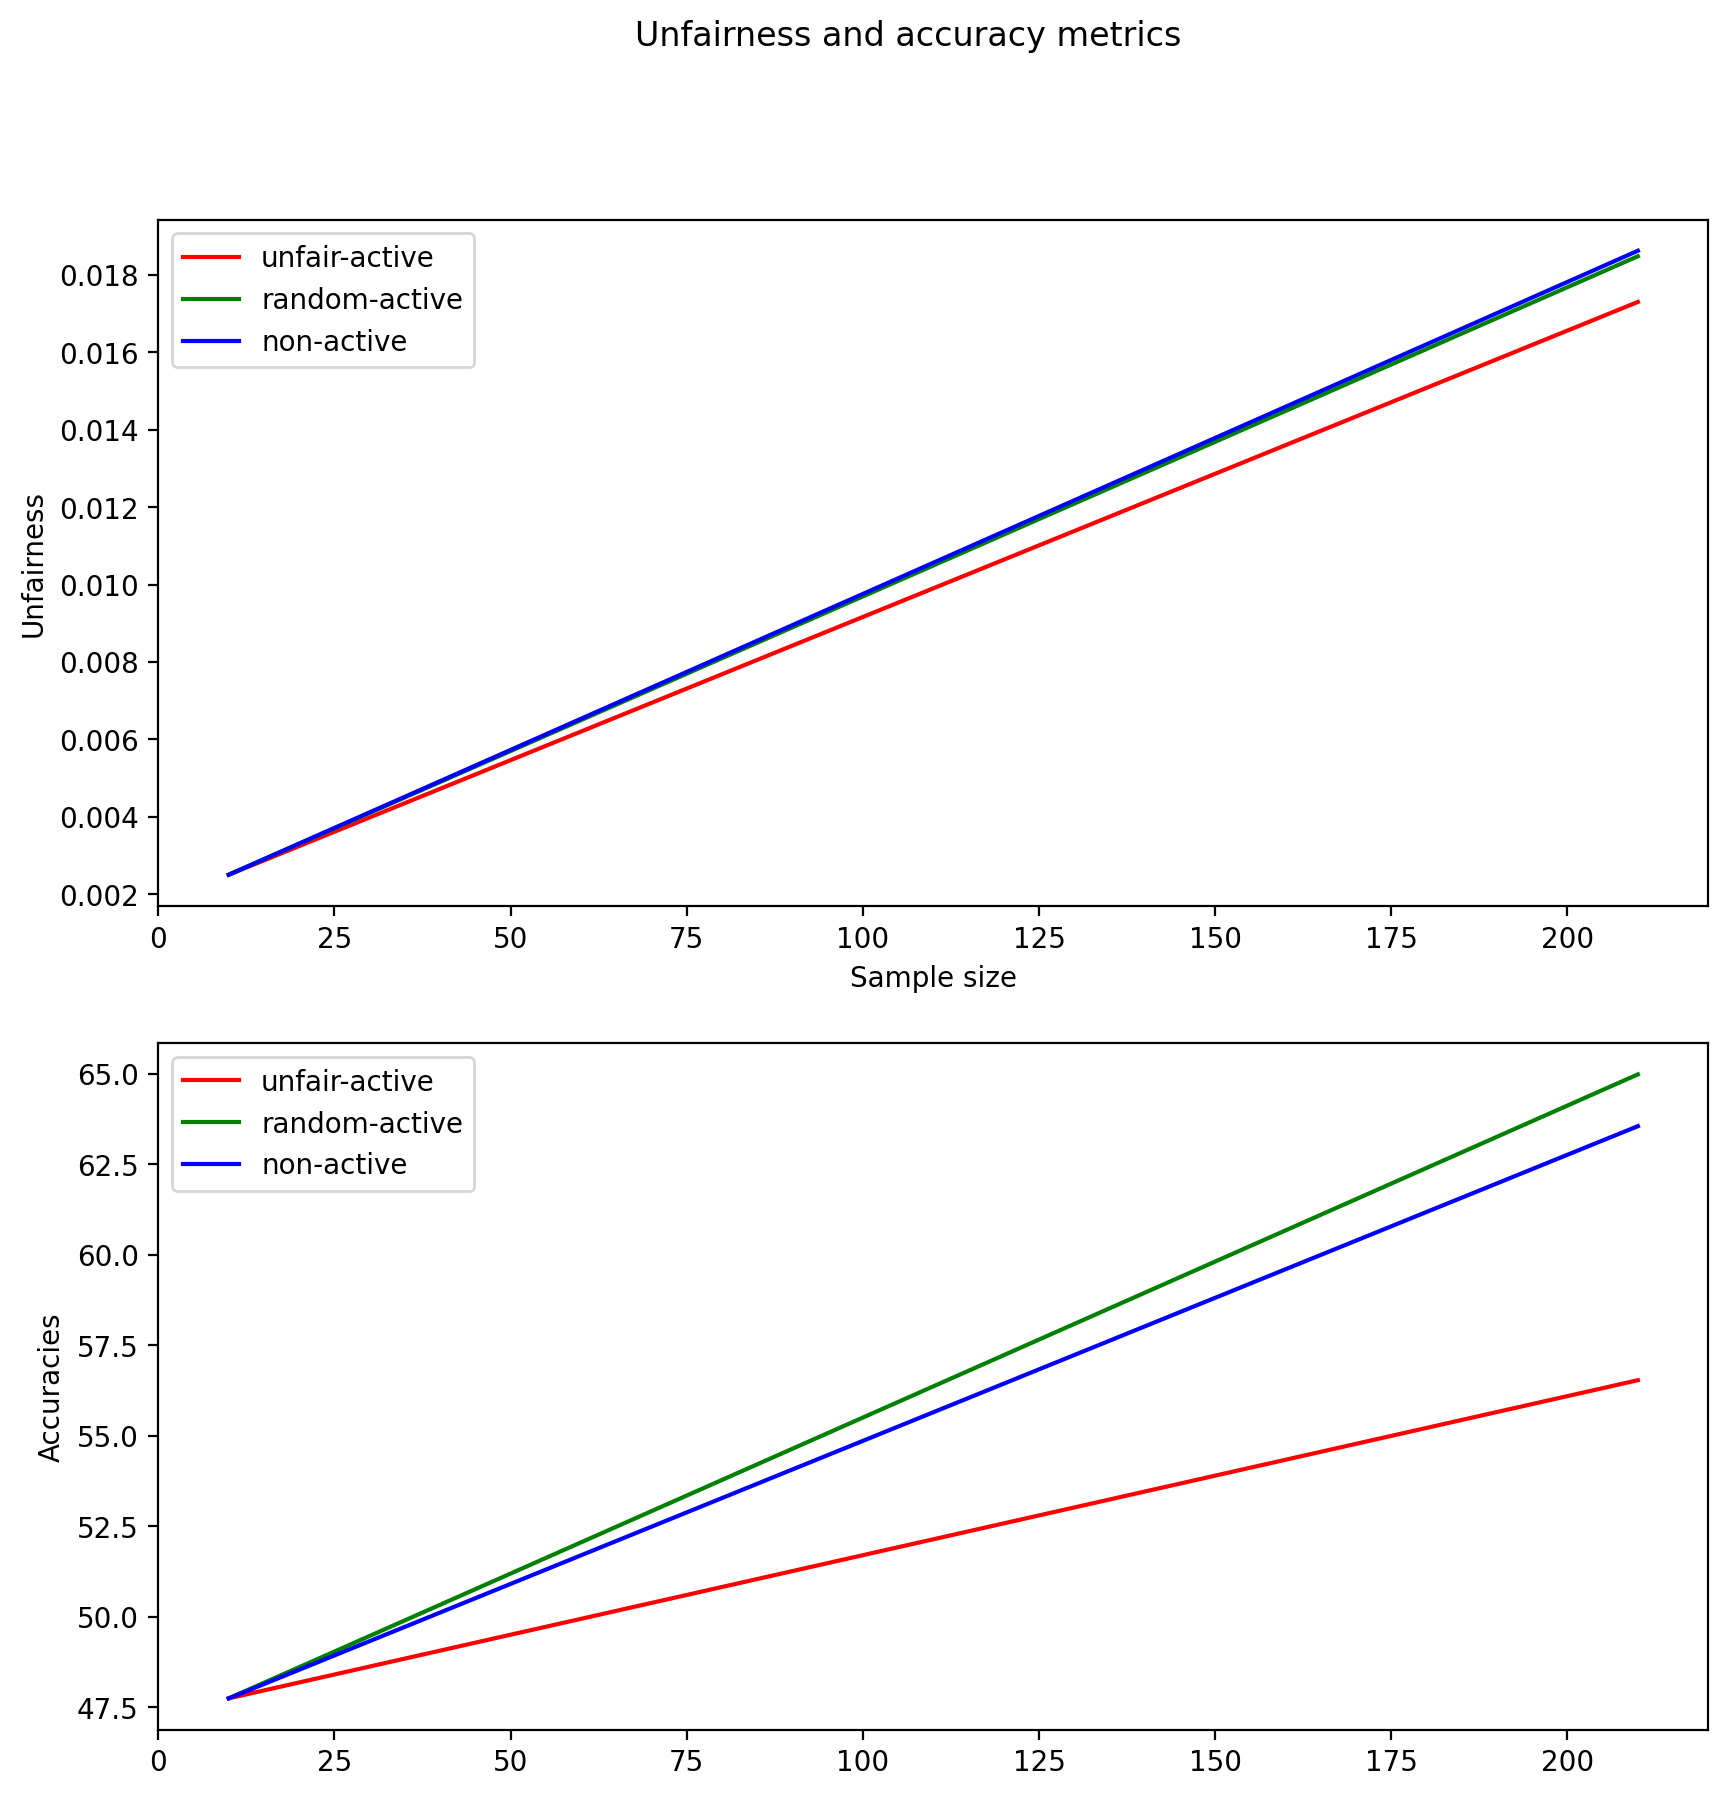 Unfairness and accuracy metrics
unfair-active
random-active
non-active
0.018
0.016
0.014
0.012
0.010
0.008
0.006
0.004
0.002
Unfairness
0 25 50 75 100 125 150 175 200
Sample size
unfair-active
random-active
non-active
65.0
62.5
60.0
57.5
55.0
52.5
50.0
47.5
Accuracies
0 25 50 75 100 125 150 175 200